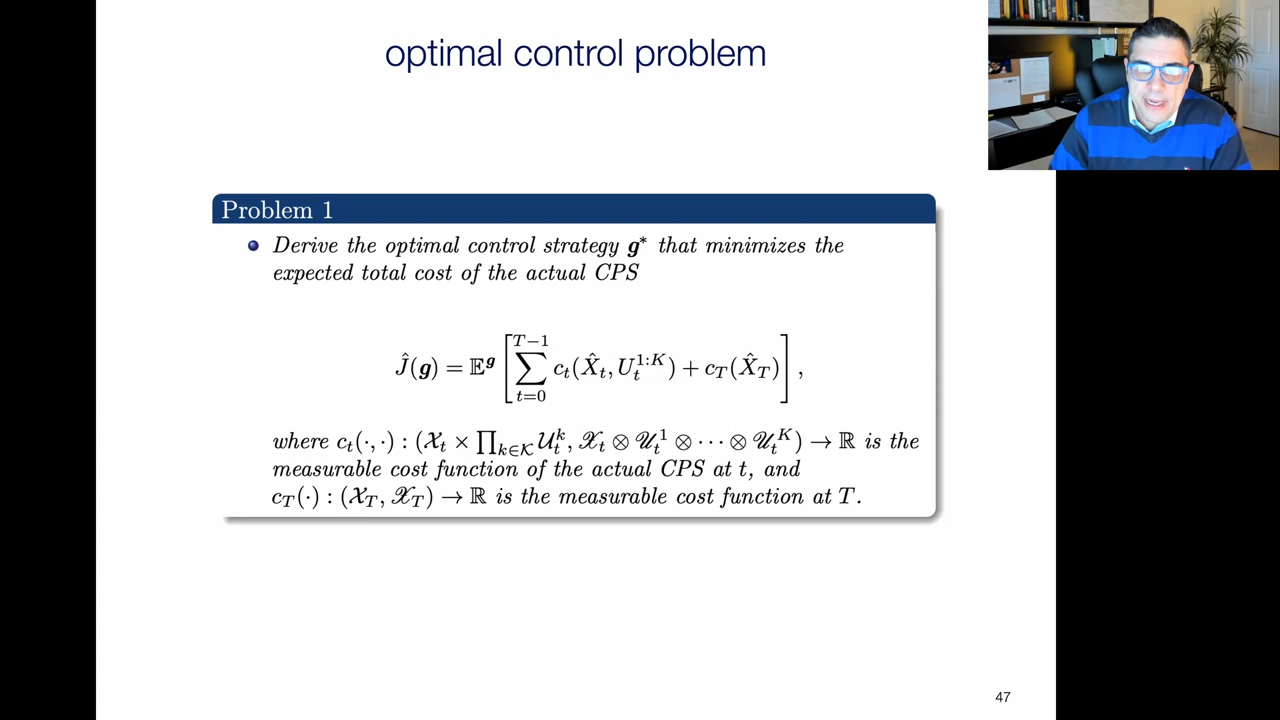 optimal control problem
Problem 1
Derive the optimal control strategy g* that minimizes the
expected total cost of the actual CPS
Ĵ(g) = 𝔼^g [ ∑_{t=0}^{T−1} c_t(X̂_t, U_t^{1:K}) + c_T(X̂_T) ],
where c_t(·,·) : (𝒳_t × ∏_{k∈𝒦} 𝒰_t^k, 𝒳_t ⊗ 𝒰_t^1 ⊗ ··· ⊗ 𝒰_t^K) → ℝ is the
measurable cost function of the actual CPS at t, and
c_T(·) : (𝒳_T, 𝒳_T) → ℝ is the measurable cost function at T.
47